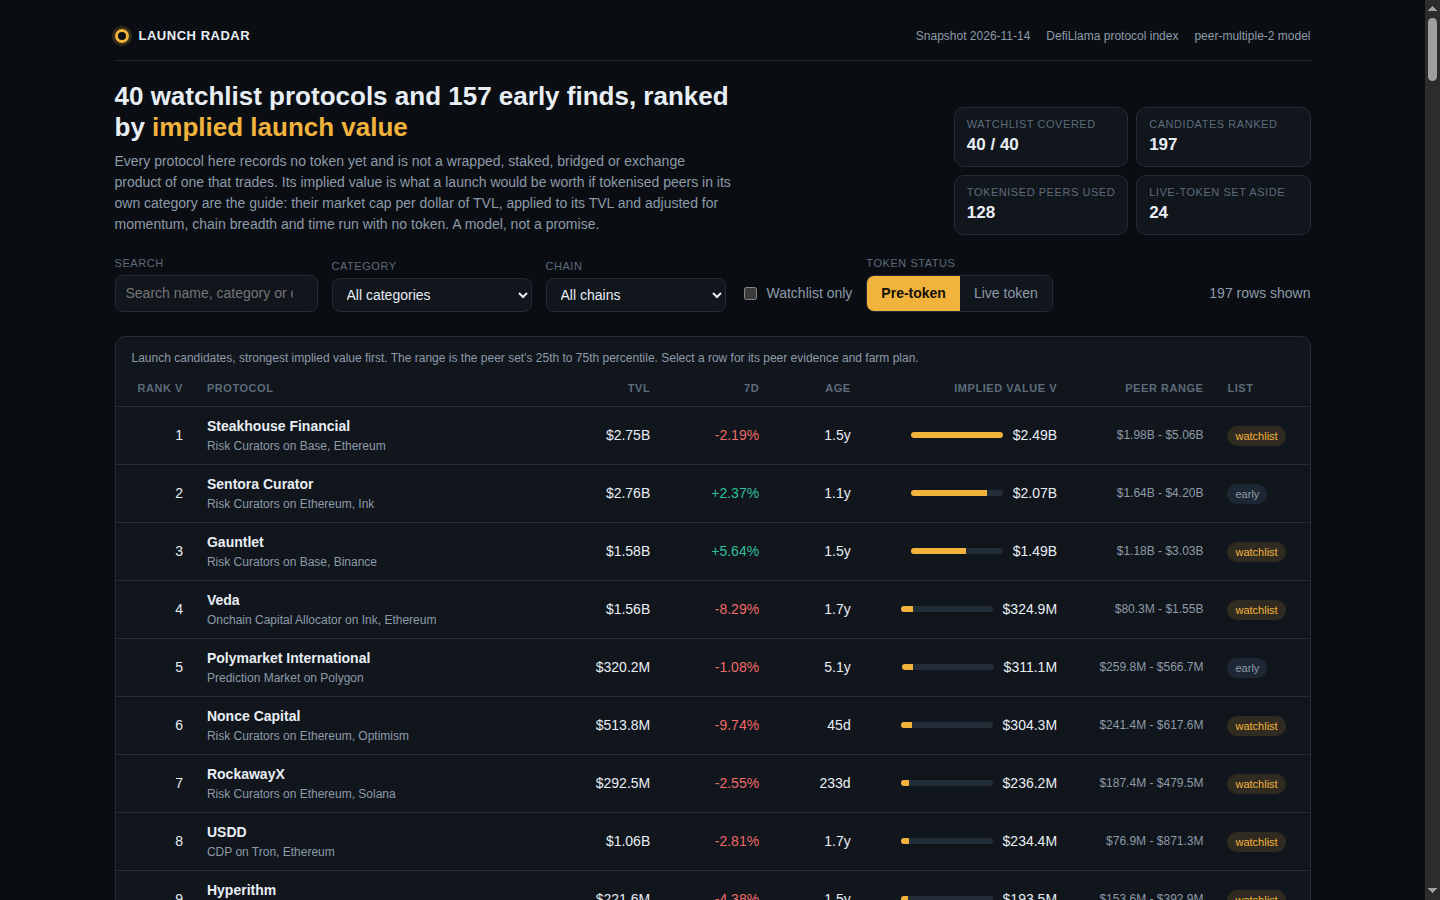 LAUNCH RADAR
Snapshot 2026-11-14 DefiLlama protocol index peer-multiple-2 model
40 watchlist protocols and 157 early finds, ranked
by implied launch value
Every protocol here records no token yet and is not a wrapped, staked, bridged or exchange
product of one that trades. Its implied value is what a launch would be worth if tokenised peers in its
own category are the guide: their market cap per dollar of TVL, applied to its TVL and adjusted for
momentum, chain breadth and time run with no token. A model, not a promise.
WATCHLIST COVERED
40 / 40
CANDIDATES RANKED
197
TOKENISED PEERS USED
128
LIVE-TOKEN SET ASIDE
24
SEARCH
Search name, category or c
CATEGORY
All categories
CHAIN
All chains
Watchlist only
TOKEN STATUS
Pre-token Live token
197 rows shown
Launch candidates, strongest implied value first. The range is the peer set's 25th to 75th percentile. Select a row for its peer evidence and farm plan.
RANK V PROTOCOL TVL 7D AGE IMPLIED VALUE V PEER RANGE LIST
1 Steakhouse Financial $2.75B -2.19% 1.5y $2.49B $1.98B - $5.06B watchlist
Risk Curators on Base, Ethereum
2 Sentora Curator $2.76B +2.37% 1.1y $2.07B $1.64B - $4.20B early
Risk Curators on Ethereum, Ink
3 Gauntlet $1.58B +5.64% 1.5y $1.49B $1.18B - $3.03B watchlist
Risk Curators on Base, Binance
4 Veda $1.56B -8.29% 1.7y $324.9M $80.3M - $1.55B watchlist
Onchain Capital Allocator on Ink, Ethereum
5 Polymarket International $320.2M -1.08% 5.1y $311.1M $259.8M - $566.7M early
Prediction Market on Polygon
6 Nonce Capital $513.8M -9.74% 45d $304.3M $241.4M - $617.6M watchlist
Risk Curators on Ethereum, Optimism
7 RockawayX $292.5M -2.55% 233d $236.2M $187.4M - $479.5M watchlist
Risk Curators on Ethereum, Solana
8 USDD $1.06B -2.81% 1.7y $234.4M $76.9M - $871.3M watchlist
CDP on Tron, Ethereum
9 Hyperithm $221.6M -4.38% 1.5y $193.5M $153.6M - $392.9M watchlist